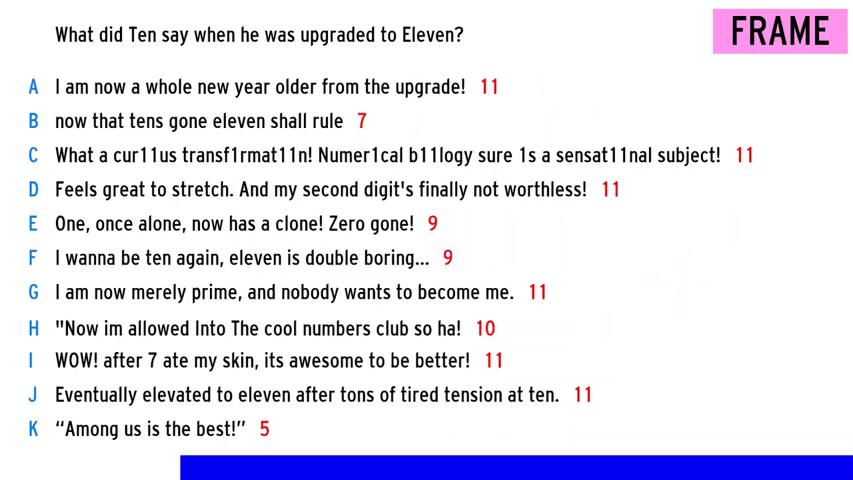 What did Ten say when he was upgraded to Eleven?
FRAME
A I am now a whole new year older from the upgrade! 11
B now that tens gone eleven shall rule 7
C What a cur11us transf1rmat11n! Numer1cal b11logy sure 1s a sensat11nal subject! 11
D Feels great to stretch. And my second digit's finally not worthless! 11
E One, once alone, now has a clone! Zero gone! 9
F I wanna be ten again, eleven is double boring... 9
G I am now merely prime, and nobody wants to become me. 11
H "Now im allowed Into The cool numbers club so ha! 10
I WOW! after 7 ate my skin, its awesome to be better! 11
J Eventually elevated to eleven after tons of tired tension at ten. 11
K “Among us is the best!” 5